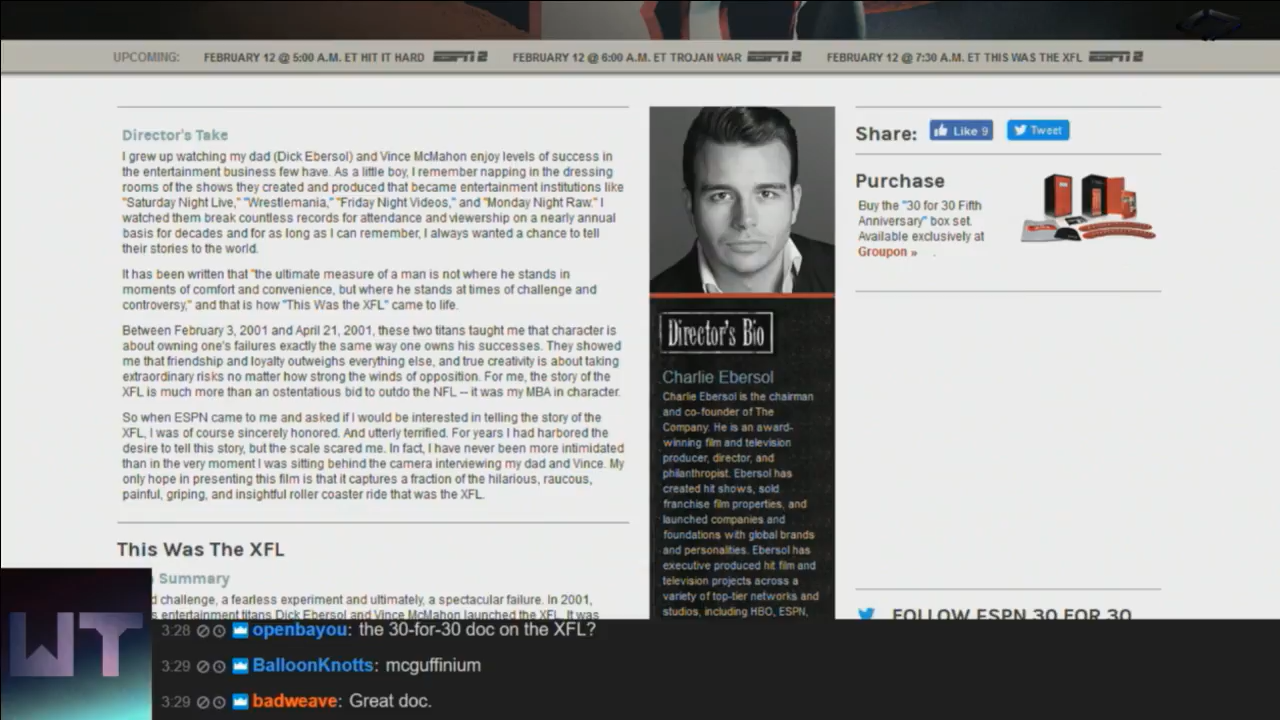 UPCOMING: FEBRUARY 12 @ 5:00 A.M. ET HIT IT HARD ESPN 2 FEBRUARY 12 @ 6:00 A.M. ET TROJAN WAR ESPN 2 FEBRUARY 12 @ 7:30 A.M. ET THIS WAS THE XFL ESPN 2
Director's Take
I grew up watching my dad (Dick Ebersol) and Vince McMahon enjoy levels of success in
the entertainment business few have. As a little boy, I remember napping in the dressing
rooms of the shows they created and produced that became entertainment institutions like
"Saturday Night Live," "Wrestlemania," "Friday Night Videos," and "Monday Night Raw." I
watched them break countless records for attendance and viewership on a nearly annual
basis for decades and for as long as I can remember, I always wanted a chance to tell
their stories to the world.
It has been written that "the ultimate measure of a man is not where he stands in
moments of comfort and convenience, but where he stands at times of challenge and
controversy," and that is how "This Was the XFL" came to life.
Between February 3, 2001 and April 21, 2001, these two titans taught me that character is
about owning one's failures exactly the same way one owns his successes. They showed
me that friendship and loyalty outweighs everything else, and true creativity is about taking
extraordinary risks no matter how strong the winds of opposition. For me, the story of the
XFL is much more than an ostentatious bid to outdo the NFL -- it was my MBA in character.
So when ESPN came to me and asked if I would be interested in telling the story of the
XFL, I was of course sincerely honored. And utterly terrified. For years I had harbored the
desire to tell this story, but the scale scared me. In fact, I have never been more intimidated
than in the very moment I was sitting behind the camera interviewing my dad and Vince. My
only hope in presenting this film is that it captures a fraction of the hilarious, raucous,
painful, griping, and insightful roller coaster ride that was the XFL.
This Was The XFL
Summary
challenge, a fearless experiment and ultimately, a spectacular failure. In 2001,
entertainment titans Dick Ebersol and Vince McMahon launched the XFL. It was
Director's Bio
Charlie Ebersol
Charlie Ebersol is the chairman
and co-founder of The
Company. He is an award-
winning film and television
producer, director, and
philanthropist. Ebersol has
created hit shows, sold
franchise film properties, and
launched companies and
foundations with global brands
and personalities. Ebersol has
executive produced hit film and
television projects across a
variety of top-tier networks and
studios, including HBO, ESPN,
Share: Like 9 Tweet
Purchase
Buy the "30 for 30 Fifth
Anniversary" box set.
Available exclusively at
Groupon »
FOLLOW ESPN 30 FOR 30
WT
3:28 openbayou: the 30-for-30 doc on the XFL?
3:29 BalloonKnotts: mcguffinium
3:29 badweave: Great doc.